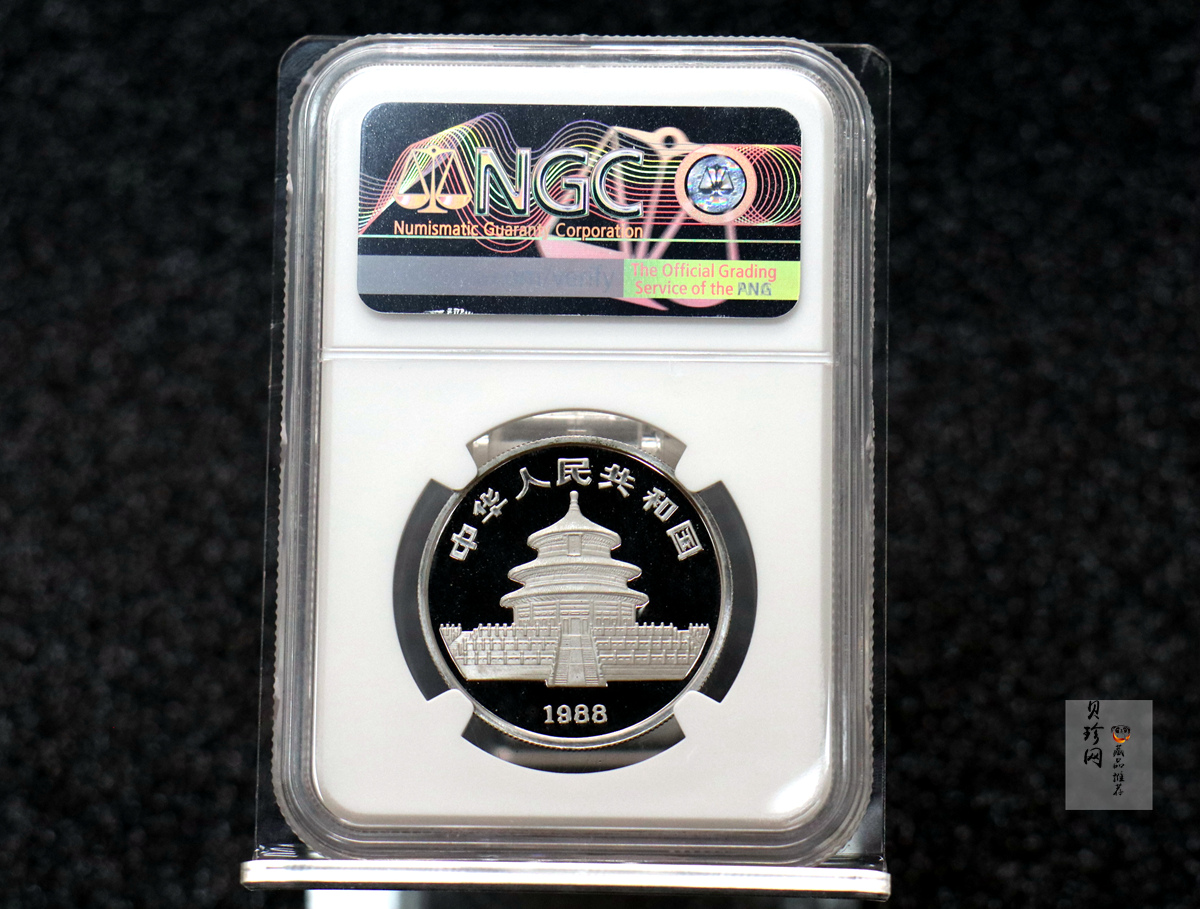 NGC
Numismatic Guaranty Corporation
The Official Grading
Service of the PNG
中华人民共和国
1988
贝珍网
藏品推荐